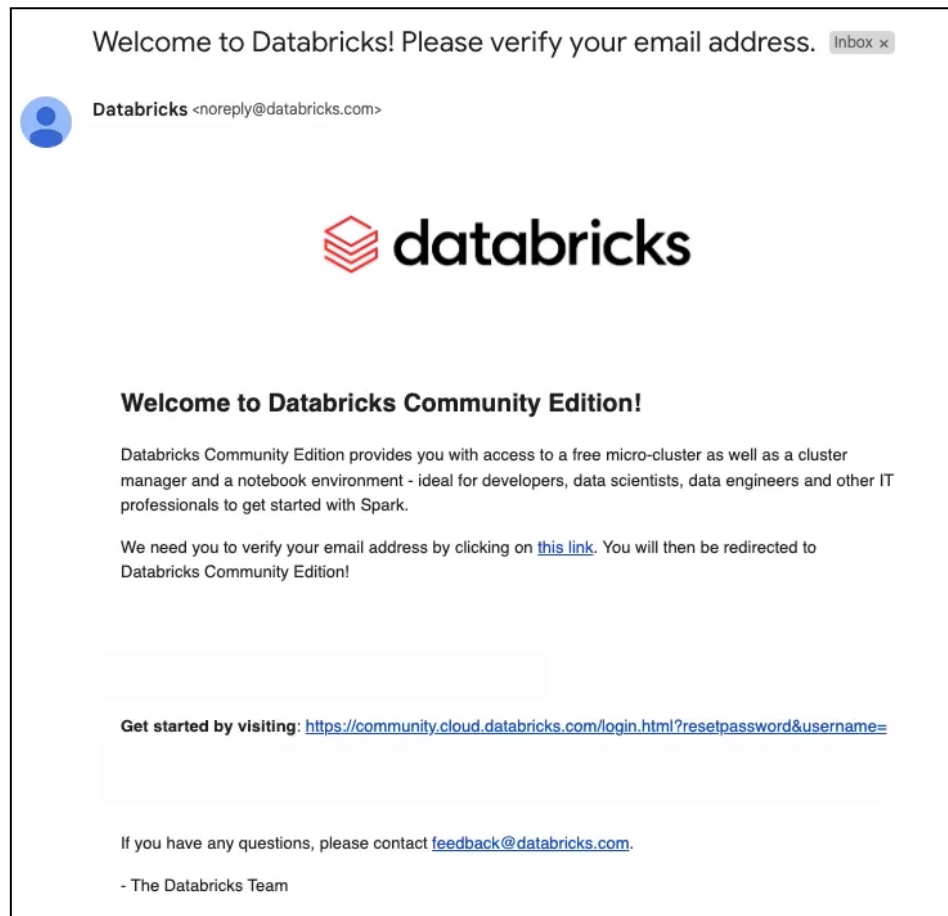 Welcome to Databricks! Please verify your email address. Inbox ×
Databricks <noreply@databricks.com>
databricks
Welcome to Databricks Community Edition!
Databricks Community Edition provides you with access to a free micro-cluster as well as a cluster
manager and a notebook environment - ideal for developers, data scientists, data engineers and other IT
professionals to get started with Spark.
We need you to verify your email address by clicking on this link. You will then be redirected to
Databricks Community Edition!
Get started by visiting: https://community.cloud.databricks.com/login.html?resetpassword&username=
If you have any questions, please contact feedback@databricks.com.
- The Databricks Team